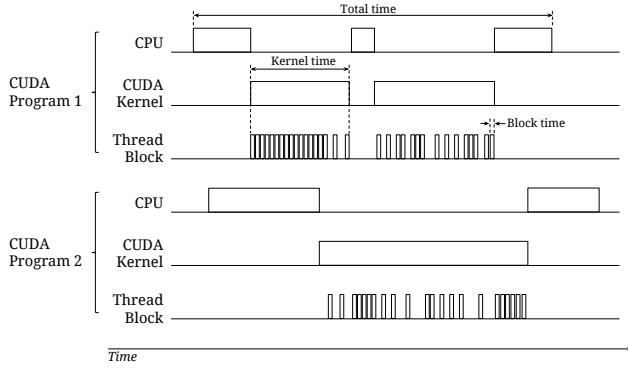 Total time
CPU
Kernel time
CUDA
Program 1
CUDA
Kernel
Block time
Thread
Block
CPU
CUDA
Program 2
CUDA
Kernel
Thread
Block
Time